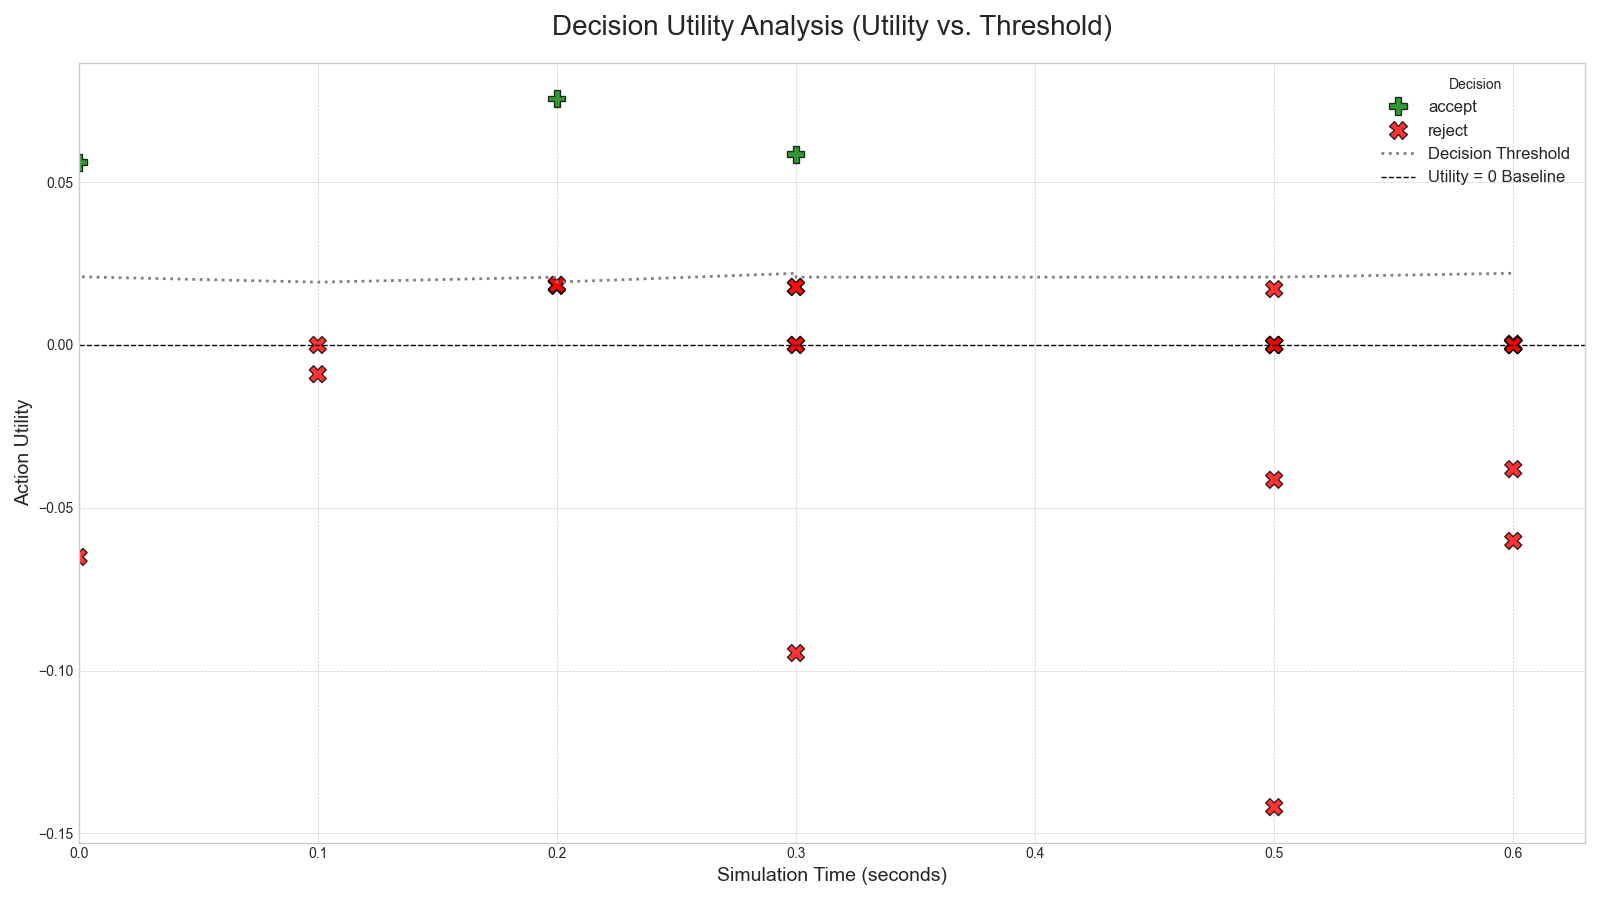 Decision Utility Analysis (Utility vs. Threshold)
Decision
accept
reject
Decision Threshold
Utility = 0 Baseline
Action Utility
0.05
0.00
−0.05
−0.10
−0.15
0.0 0.1 0.2 0.3 0.4 0.5 0.6
Simulation Time (seconds)